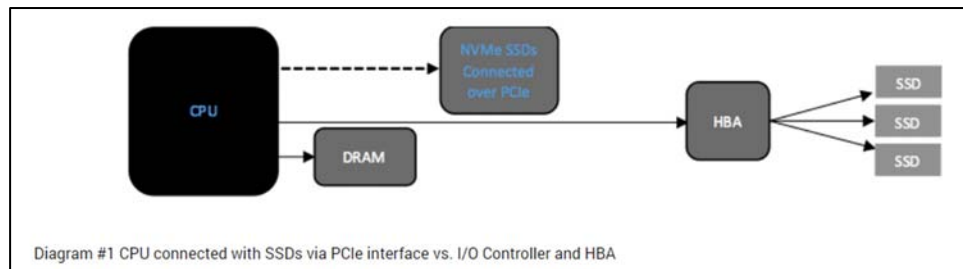 NVMe SSDs
Connected
over PCIe
CPU
SSD
HBA
SSD
DRAM
SSD
Diagram #1 CPU connected with SSDs via PCIe interface vs. I/O Controller and HBA